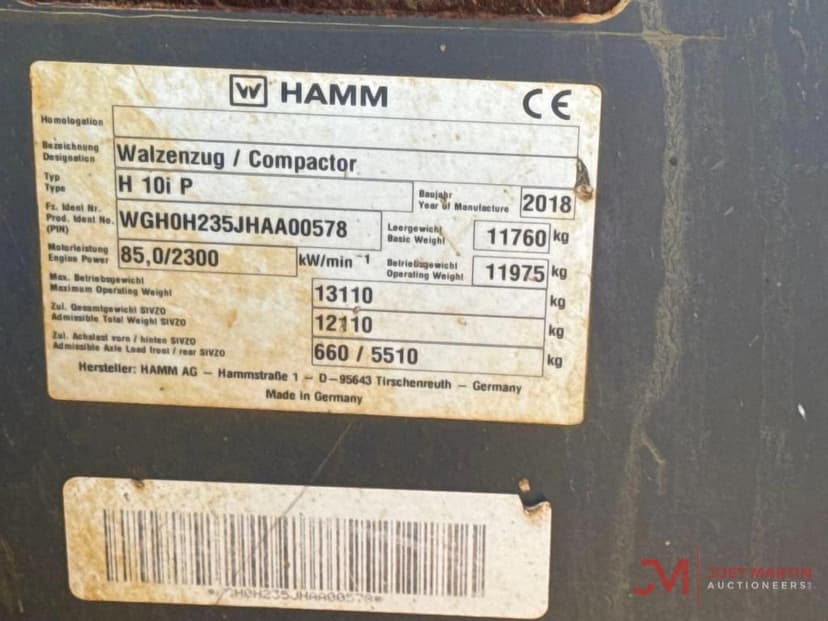 HAMM CE
Homologation
Bezeichnung
Designation Walzenzug / Compactor
Typ
Type H 10i P Baujahr
Year of Manufacture 2018
Fz. Ident Nr.
Prod. Ident No.
(PIN) WGH0H235JHAA00578 Leergewicht
Basic Weight 11760 kg
Motorleistung
Engine Power 85,0/2300 kW/min -1 Betriebsgewicht
Operating Weight 11975 kg
Max. Betriebsgewicht
Maximum Operating Weight 13110 kg
Zul. Gesamtgewicht StVZO
Admissible Total Weight StVZO 12110 kg
Zul. Achslast vorn / hinten StVZO
Admissible Axle Load front / rear StVZO 660 / 5510 kg
Hersteller: HAMM AG – Hammstraße 1 – D-95643 Tirschenreuth – Germany
Made in Germany
H0H235JHAA00578*
JM JUST MARTIN
AUCTIONEERS